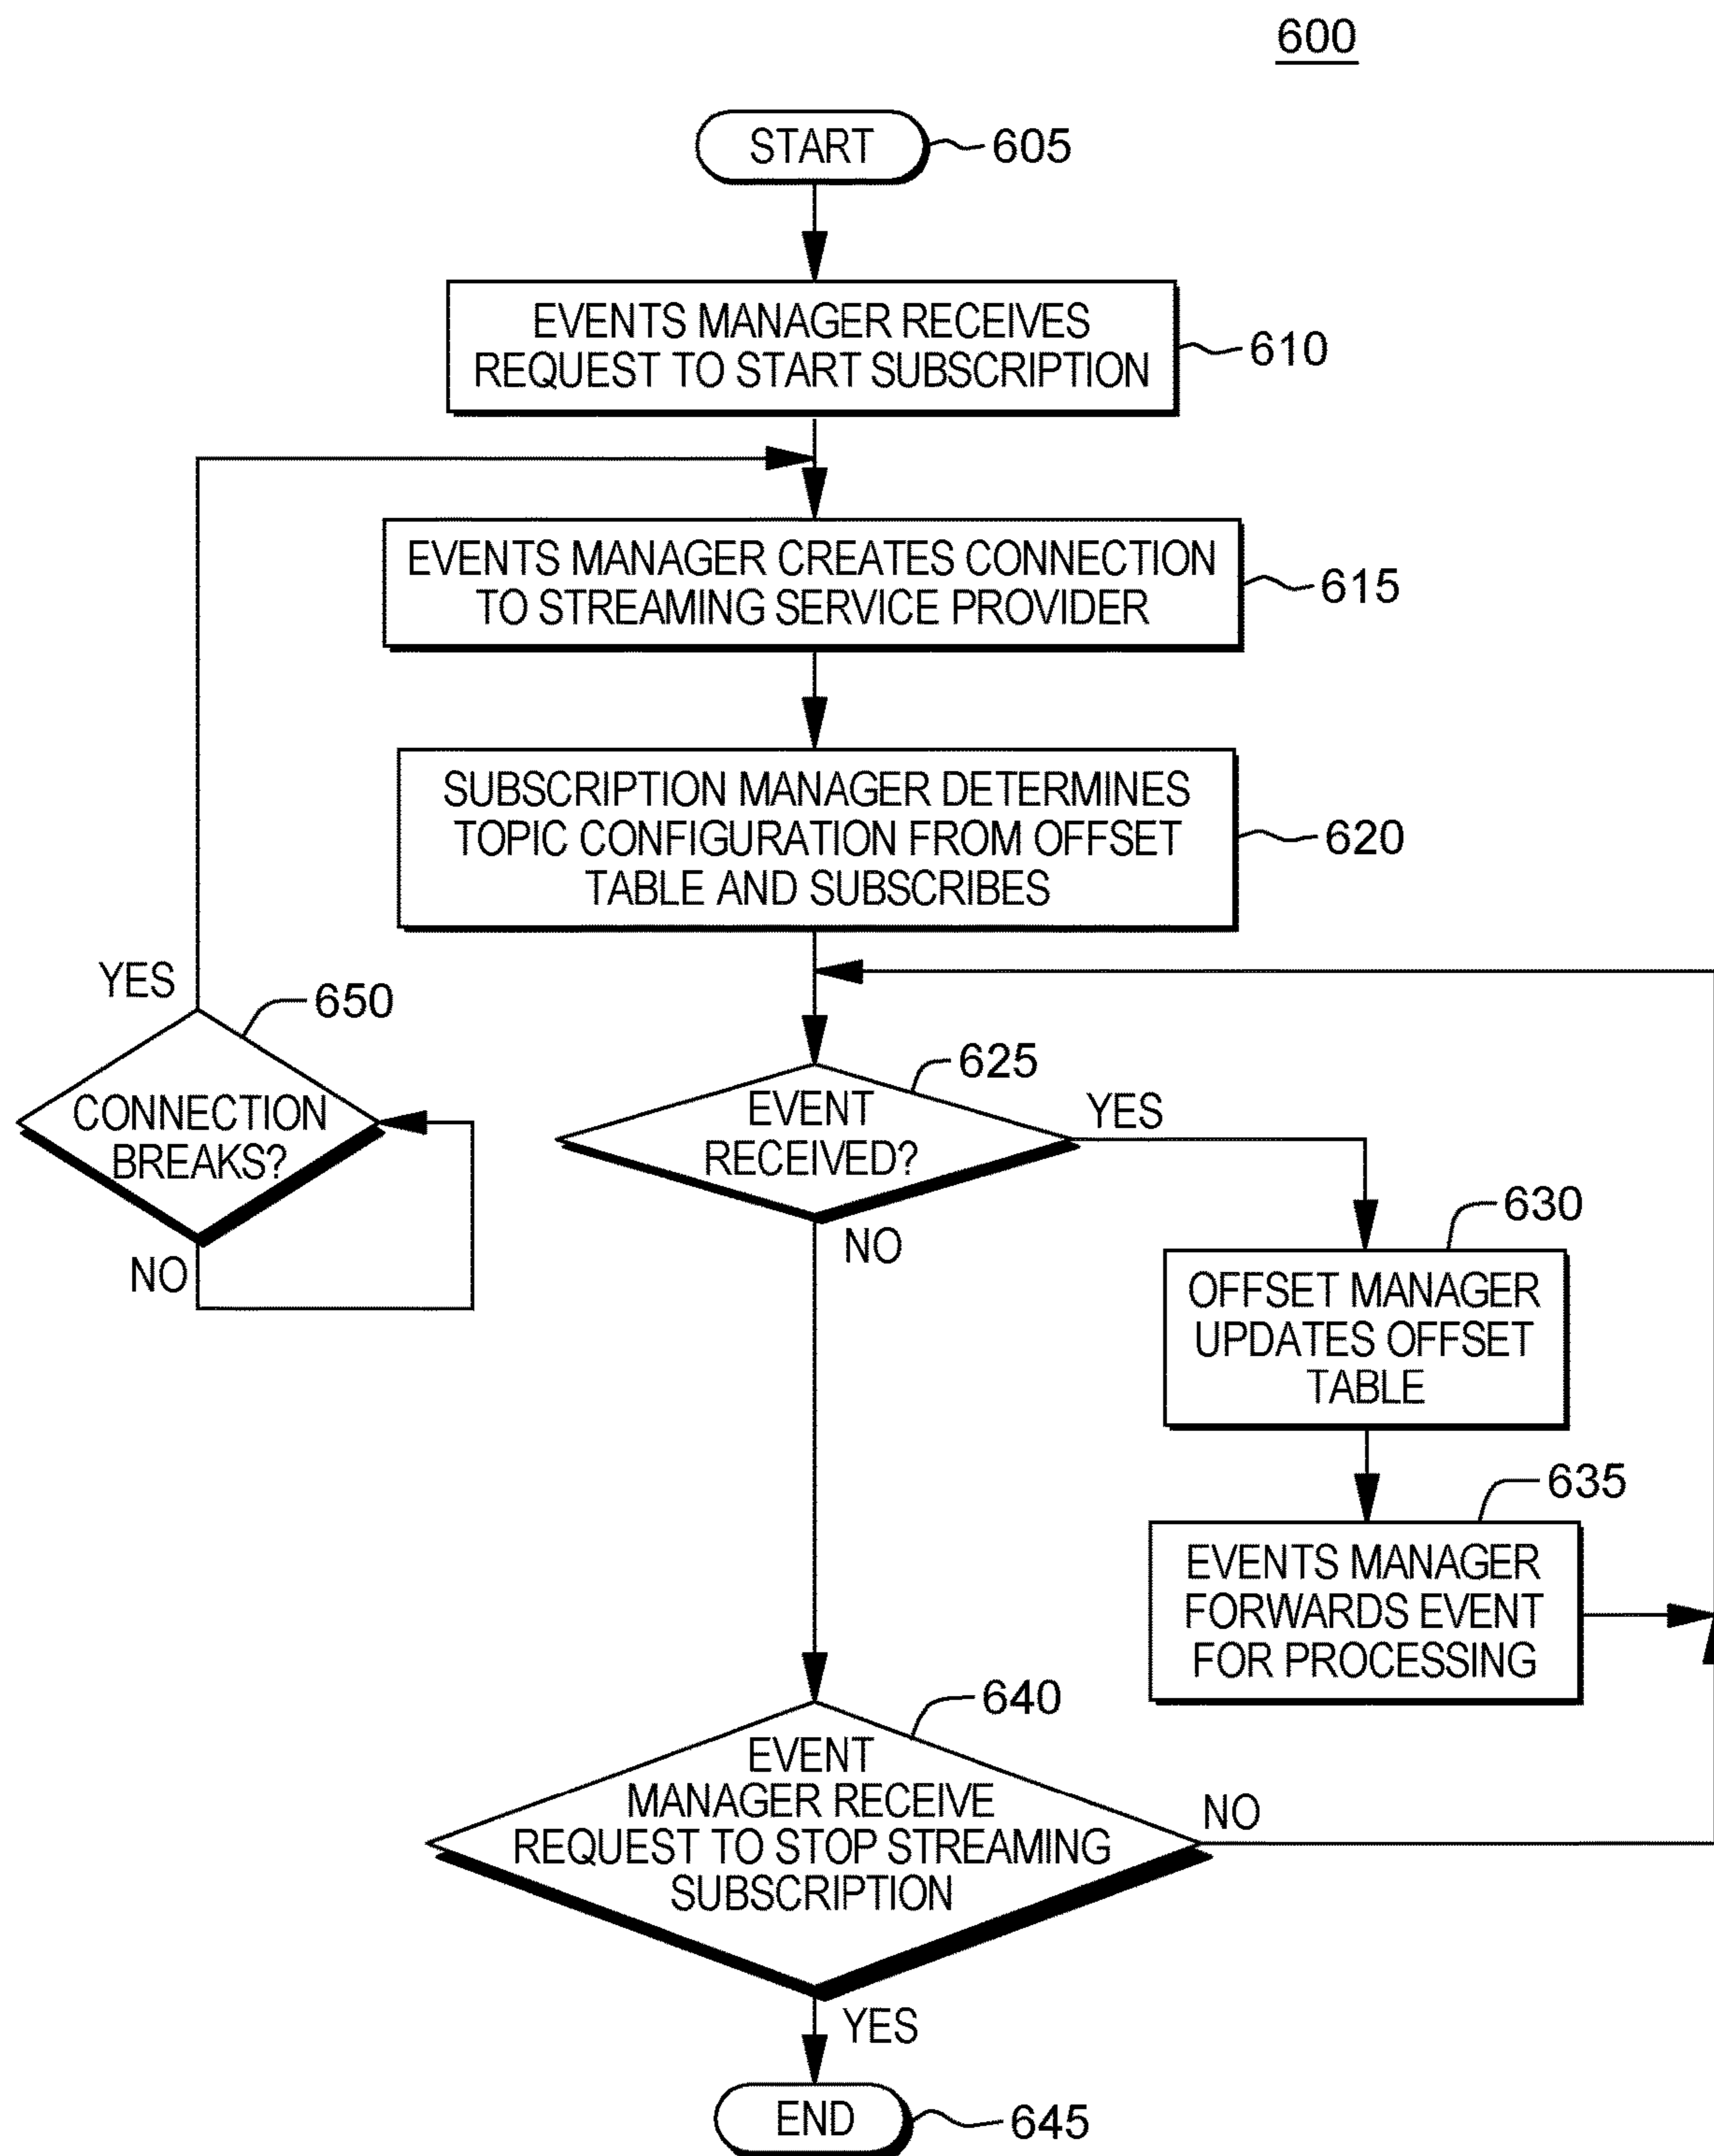 600
START
605
EVENTS MANAGER RECEIVES
REQUEST TO START SUBSCRIPTION
610
EVENTS MANAGER CREATES CONNECTION
TO STREAMING SERVICE PROVIDER
615
SUBSCRIPTION MANAGER DETERMINES
TOPIC CONFIGURATION FROM OFFSET
TABLE AND SUBSCRIBES
620
YES
650
CONNECTION
BREAKS?
NO
625
EVENT
RECEIVED?
YES
NO
630
OFFSET MANAGER
UPDATES OFFSET
TABLE
635
EVENTS MANAGER
FORWARDS EVENT
FOR PROCESSING
640
EVENT
MANAGER RECEIVE
REQUEST TO STOP STREAMING
SUBSCRIPTION
NO
YES
END
645